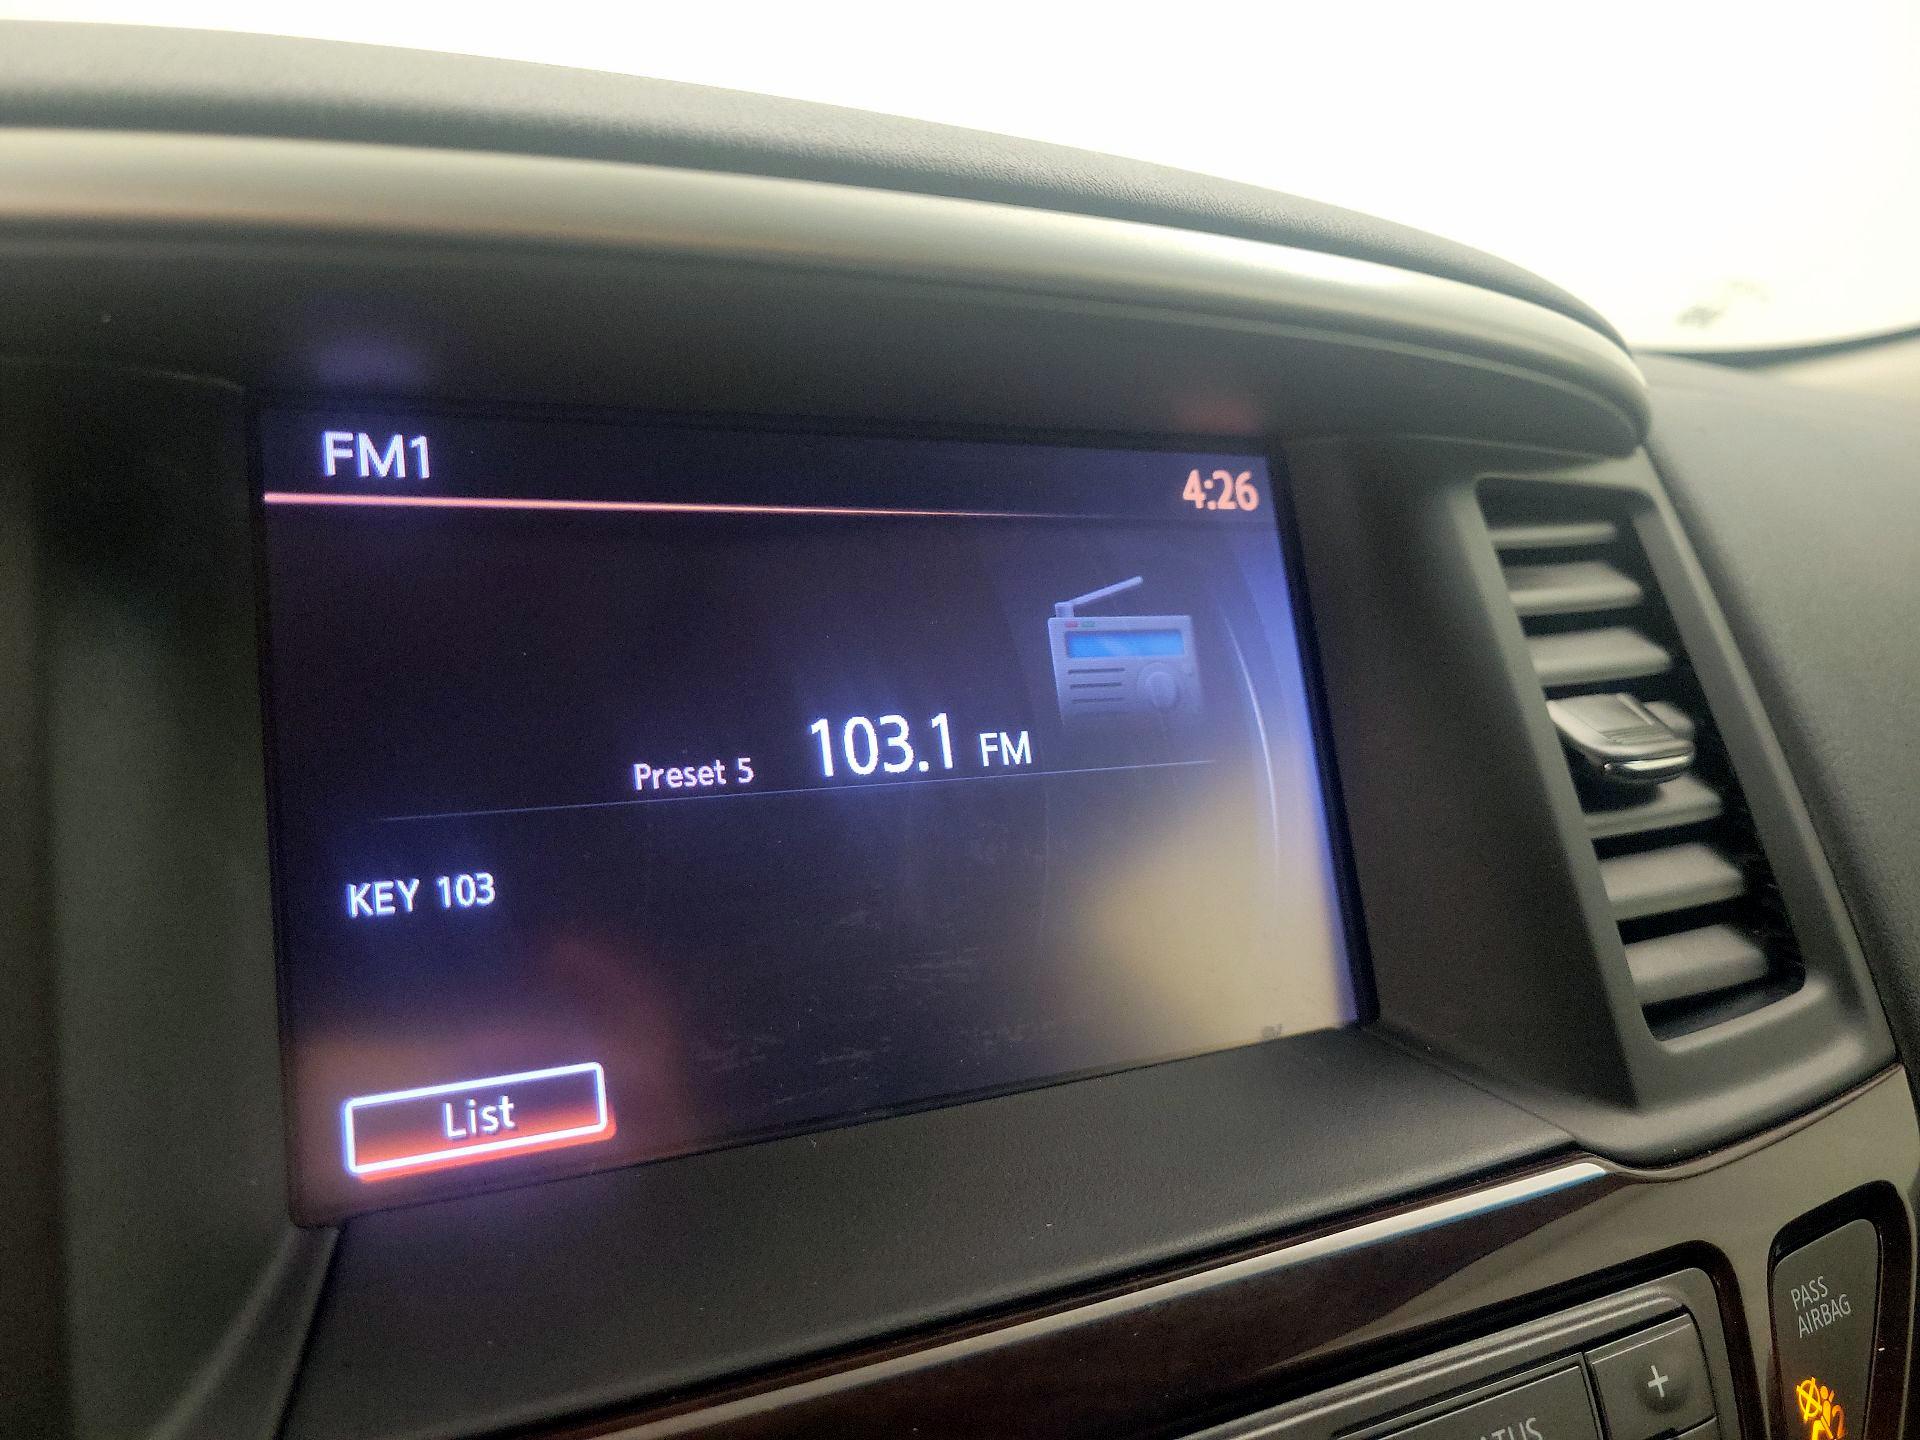 FM1
4:26
Preset 5 103.1 FM
KEY 103
List
PASS
AIRBAG
+